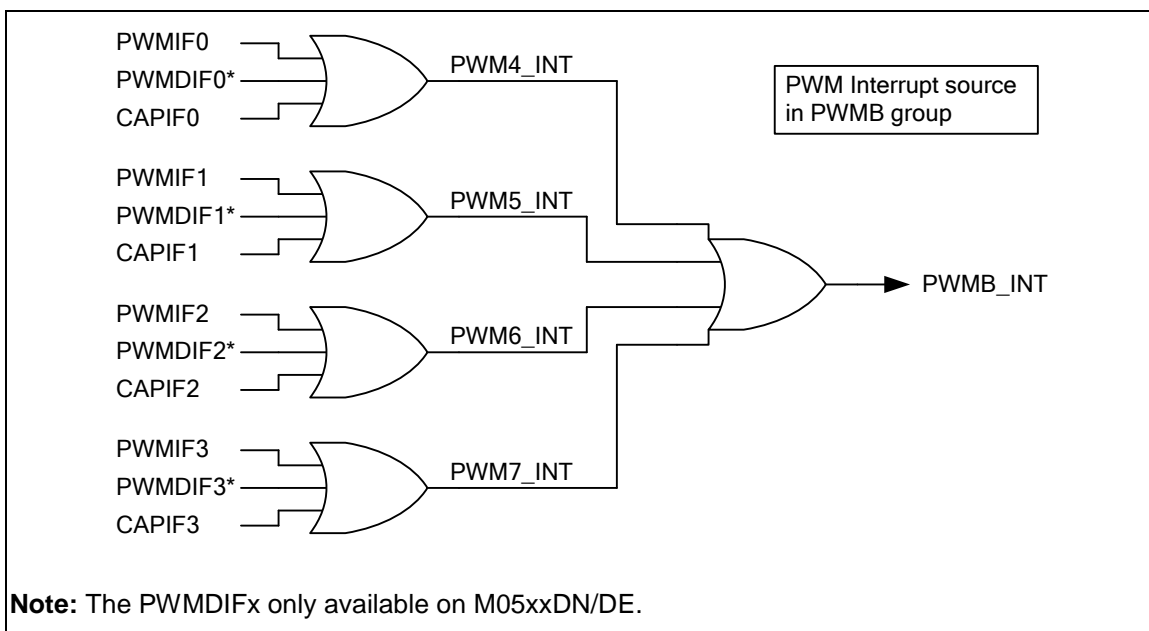 PWMIF0
PWMDIF0*
CAPIF0
PWM4_INT
PWM Interrupt source
in PWMB group
PWMIF1
PWMDIF1*
CAPIF1
PWM5_INT
PWMB_INT
PWMIF2
PWMDIF2*
CAPIF2
PWM6_INT
PWMIF3
PWMDIF3*
CAPIF3
PWM7_INT
Note: The PWMDIFx only available on M05xxDN/DE.